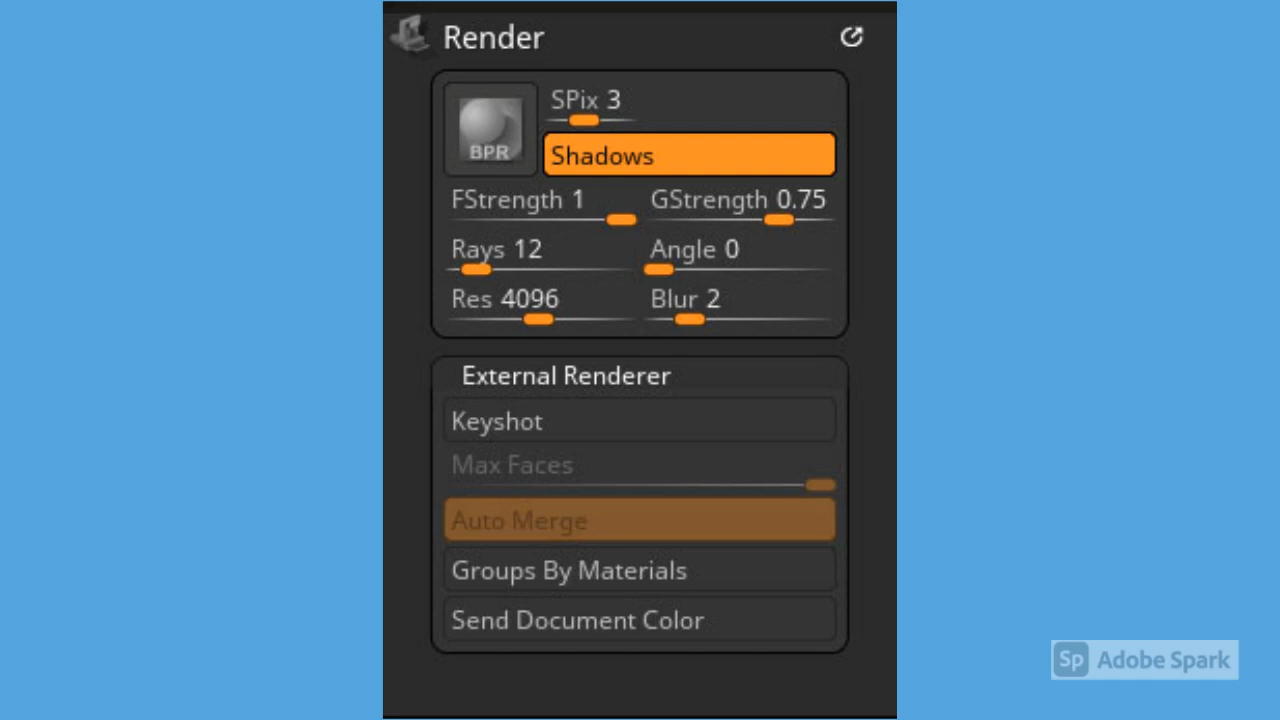 Render
SPix 3
BPR
Shadows
FStrength 1 GStrength 0.75
Rays 12 Angle 0
Res 4096 Blur 2
External Renderer
Keyshot
Max Faces
Auto Merge
Groups By Materials
Send Document Color
Sp Adobe Spark